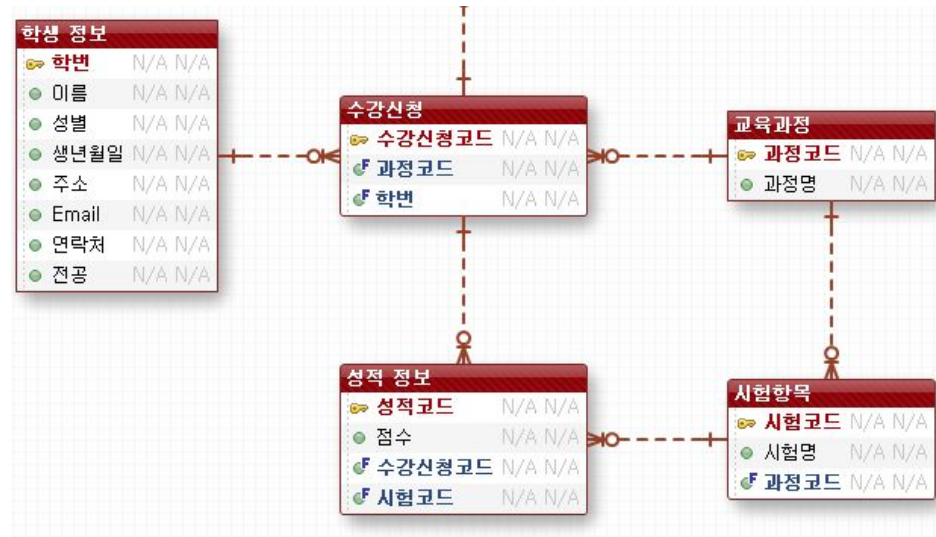 학생 정보
학번 N/A N/A
이름 N/A N/A
성별 N/A N/A
생년월일 N/A N/A
주소 N/A N/A
Email N/A N/A
연락처 N/A N/A
전공 N/A N/A
수강신청
수강신청코드 N/A N/A
과정코드 N/A N/A
학번 N/A N/A
교육과정
과정코드 N/A N/A
과정명 N/A N/A
성적 정보
성적코드 N/A N/A
점수 N/A N/A
수강신청코드 N/A N/A
시험코드 N/A N/A
시험항목
시험코드 N/A N/A
시험명 N/A N/A
과정코드 N/A N/A